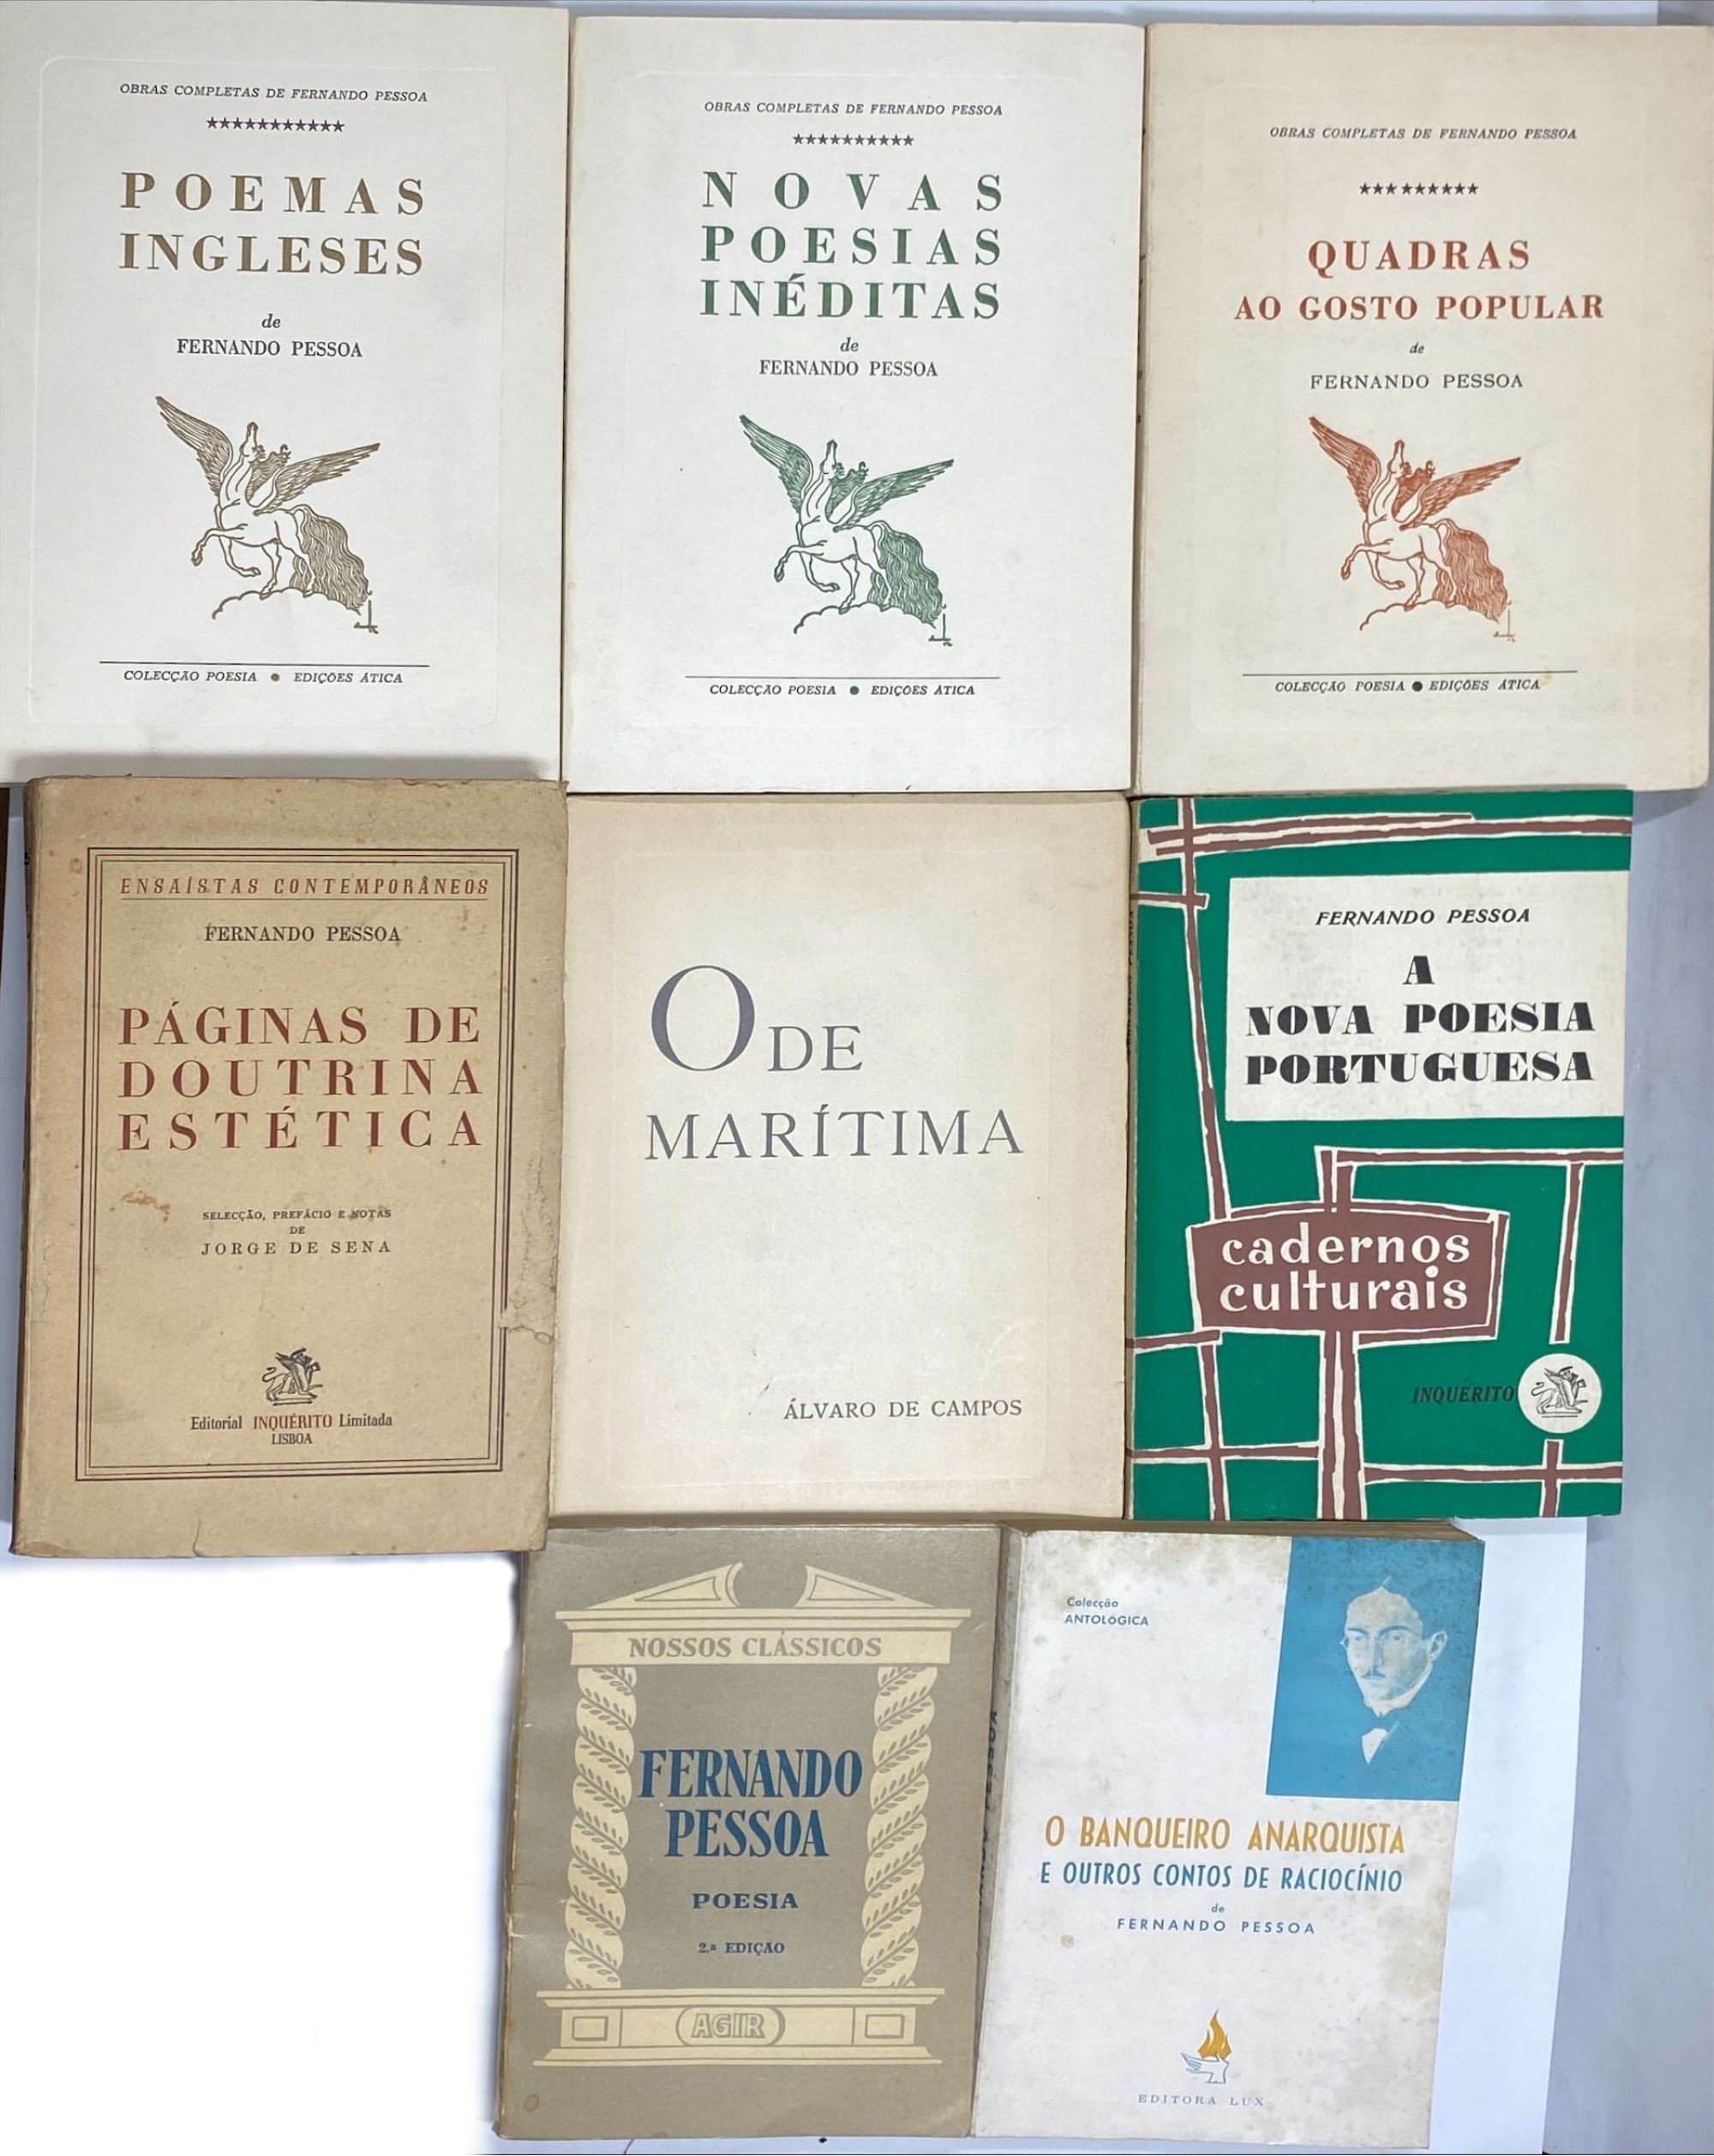 OBRAS COMPLETAS DE FERNANDO PESSOA
★★★★★★★★★★★
POEMAS
INGLESES
de
FERNANDO PESSOA
COLECÇÃO POESIA ● EDIÇÕES ÁTICA
OBRAS COMPLETAS DE FERNANDO PESSOA
★★★★★★★★★★
NOVAS
POESIAS
INÉDITAS
de
FERNANDO PESSOA
COLECÇÃO POESIA ● EDIÇÕES ÁTICA
OBRAS COMPLETAS DE FERNANDO PESSOA
★★★★★★★★★
QUADRAS
AO GOSTO POPULAR
de
FERNANDO PESSOA
COLECÇÃO POESIA ● EDIÇÕES ÁTICA
ENSAÍSTAS CONTEMPORÂNEOS
FERNANDO PESSOA
PÁGINAS DE
DOUTRINA
ESTÉTICA
SELECÇÃO, PREFÁCIO E NOTAS
DE
JORGE DE SENA
Editorial INQUÉRITO Limitada
LISBOA
ODE
MARÍTIMA
ÁLVARO DE CAMPOS
FERNANDO PESSOA
A
NOVA POESIA
PORTUGUESA
cadernos
culturais
INQUÉRITO
NOSSOS CLÁSSICOS
FERNANDO
PESSOA
POESIA
2.ª EDIÇÃO
AGIR
Colecção
ANTOLÓGICA
O BANQUEIRO ANARQUISTA
E OUTROS CONTOS DE RACIOCÍNIO
de
FERNANDO PESSOA
EDITORA LUX